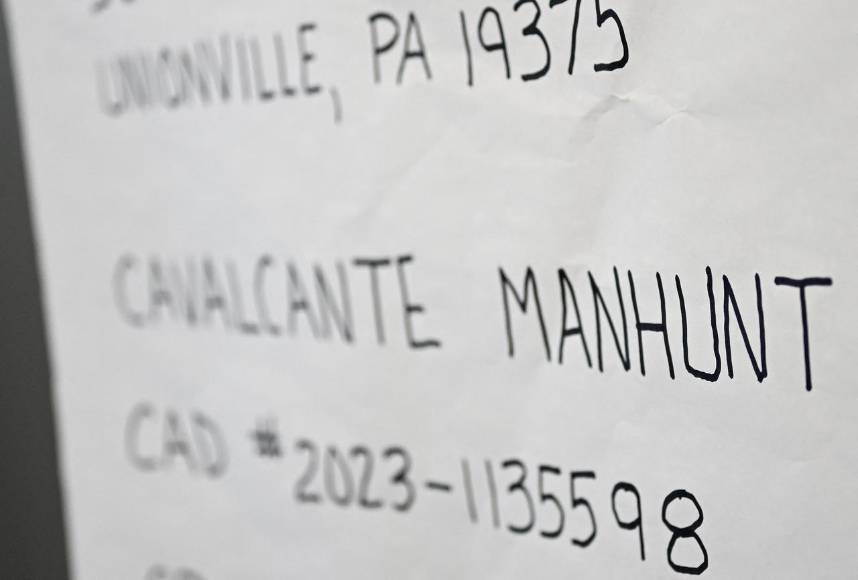 UNIONVILLE, PA 19375
CAVALCANTE MANHUNT
CAD # 2023-1135598